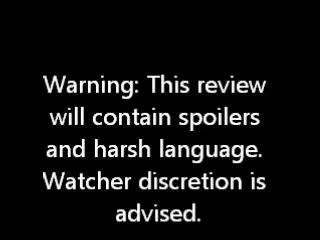 Warning: This review
will contain spoilers
and harsh language.
Watcher discretion is
advised.